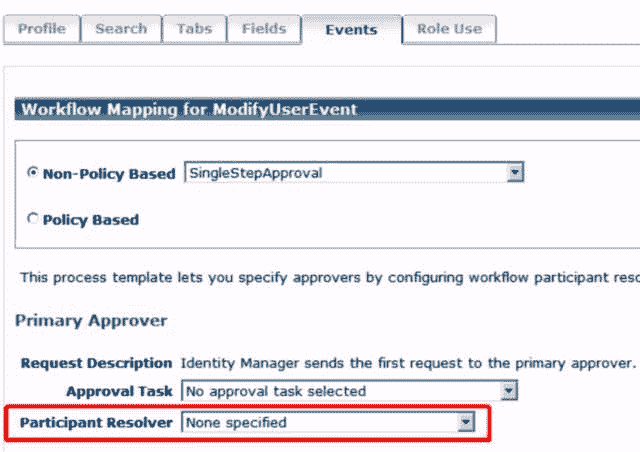 Profile Search Tabs Fields Events Role Use
Workflow Mapping for ModifyUserEvent
Non-Policy Based SingleStepApproval
Policy Based
This process template lets you specify approvers by configuring workflow participant
Primary Approver
Request Description Identity Manager sends the first request to the primary approver.
Approval Task No approval task selected
Participant Resolver None specified